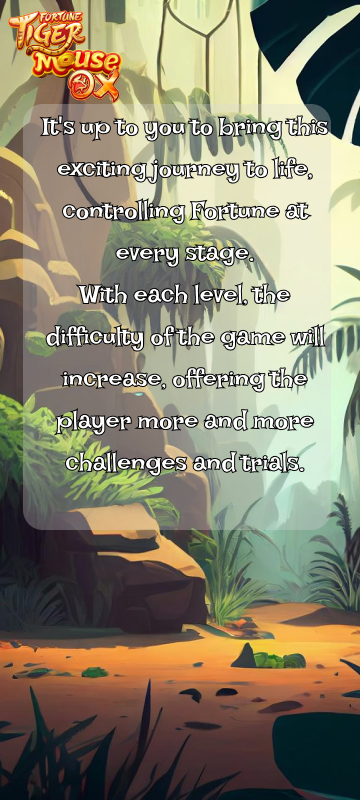 FORTUNE
TIGER
Mouse
OX
It's up to you to bring this
exciting journey to life,
controlling Fortune at
every stage.
With each level, the
difficulty of the game will
increase, offering the
player more and more
challenges and trials.